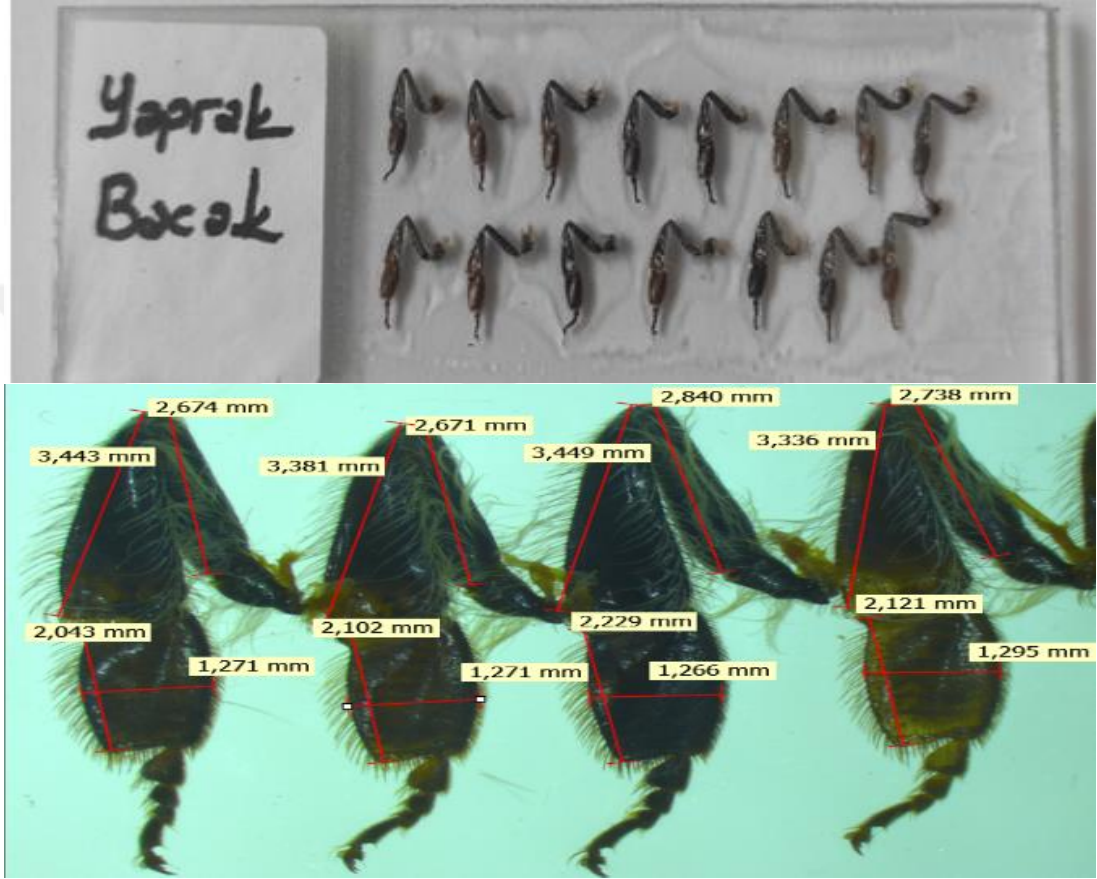 Yaprak
Bacak
2,674 mm
2,671 mm
2,840 mm
2,738 mm
3,443 mm
3,381 mm
3,449 mm
3,336 mm
2,043 mm
2,102 mm
2,229 mm
2,121 mm
1,271 mm
1,271 mm
1,266 mm
1,295 mm